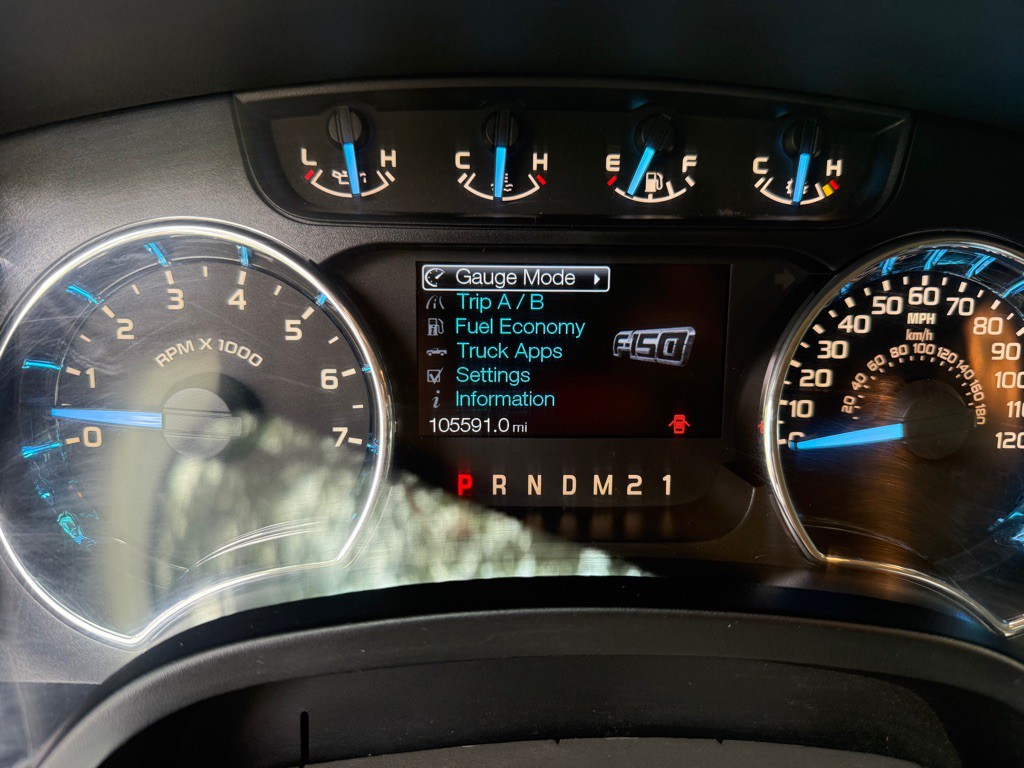 L H
C H
E F
C H
0 1 2 3 4 5 6 7
RPM X 1000
Gauge Mode
Trip A / B
Fuel Economy
Truck Apps
Settings
Information
F150
105591.0 mi
P R N D M 2 1
0 10 20 30 40 50 60 70 80 90 100 110 120
MPH
km/h
20 40 60 80 100 120 140 160 180